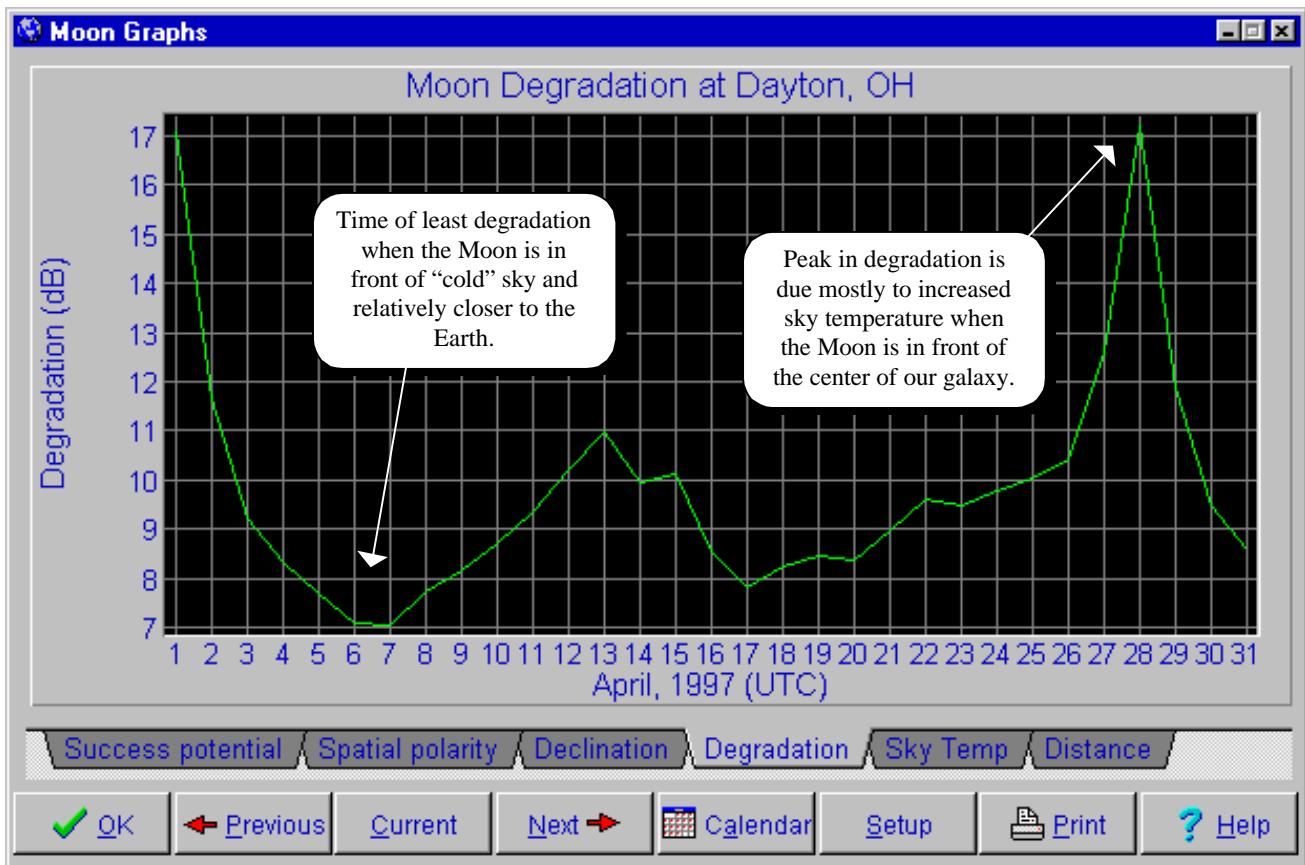 Moon Graphs
Moon Degradation at Dayton, OH
Degradation (dB)
17
16
15
14
13
12
11
10
9
8
7
Time of least degradation
when the Moon is in
front of “cold” sky and
relatively closer to the
Earth.
Peak in degradation is
due mostly to increased
sky temperature when
the Moon is in front of
the center of our galaxy.
1 2 3 4 5 6 7 8 9 10 11 12 13 14 15 16 17 18 19 20 21 22 23 24 25 26 27 28 29 30 31
April, 1997 (UTC)
Success potential Spatial polarity Declination Degradation Sky Temp Distance
OK Previous Current Next Calendar Setup Print Help